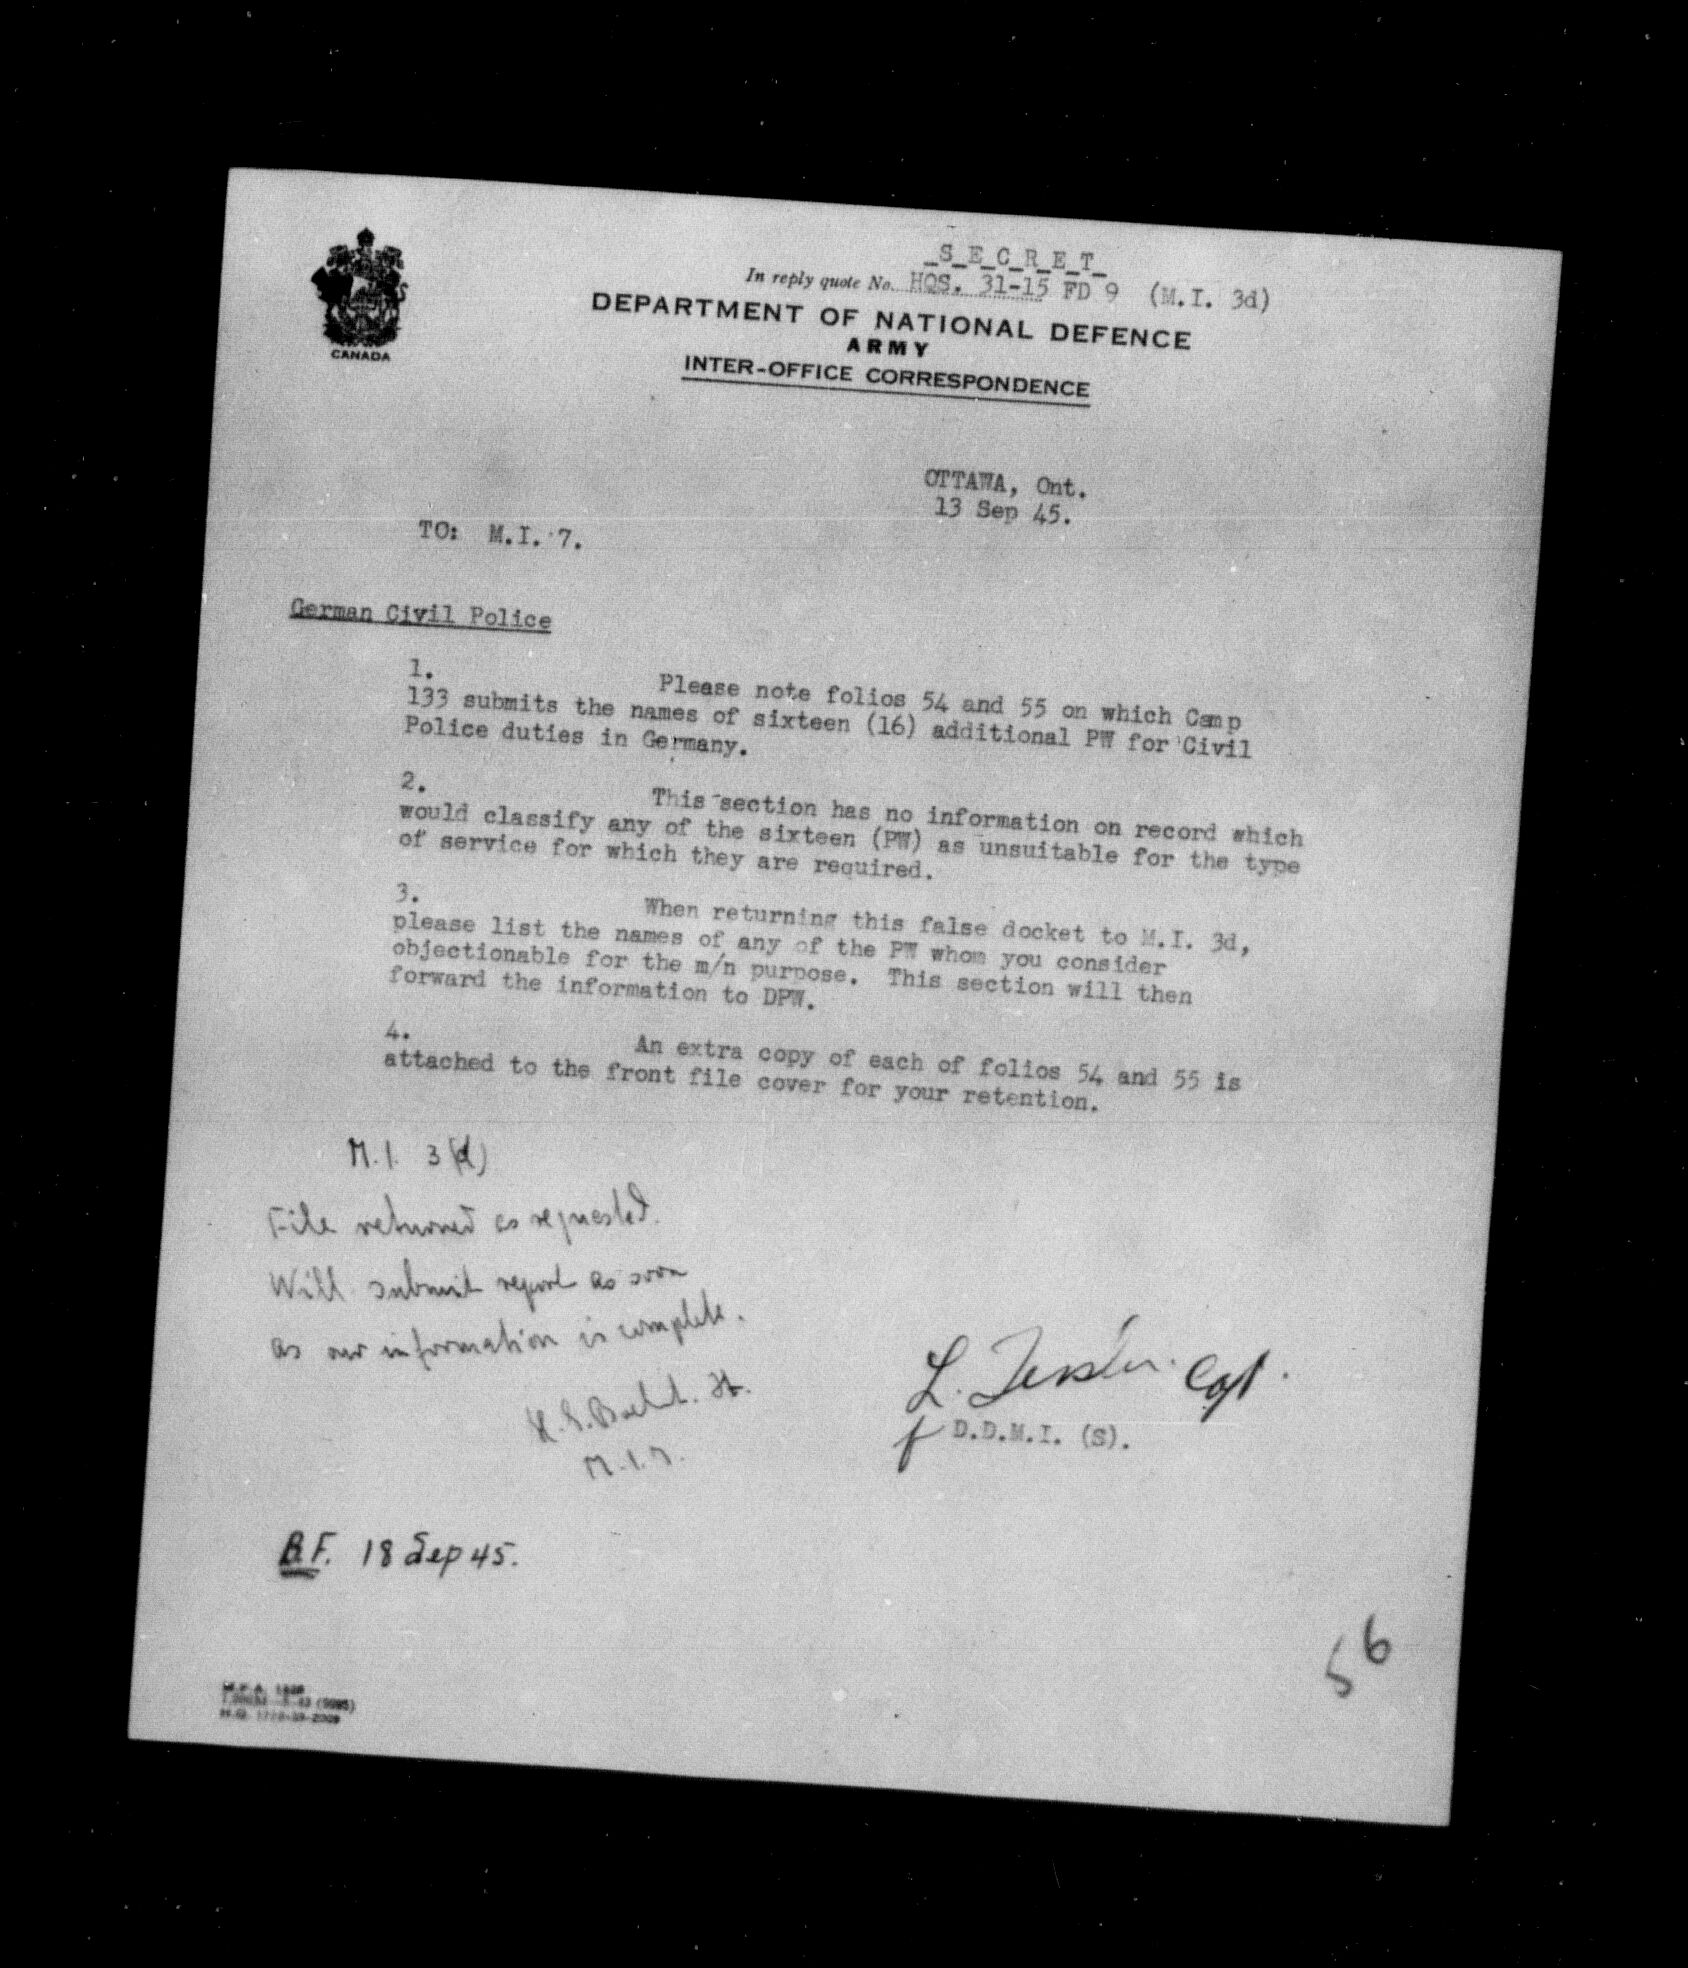 S E C R E T
In reply quote No. HQS. 31-15 FD 9 (M.I. 3d)
DEPARTMENT OF NATIONAL DEFENCE
ARMY
INTER-OFFICE CORRESPONDENCE
CANADA
OTTAWA, Ont.
13 Sep 45.
TO: M.I. 7.
German Civil Police
1. Please note folios 54 and 55 on which Camp
133 submits the names of sixteen (16) additional PW for Civil
Police duties in Germany.
2. This section has no information on record which
would classify any of the sixteen (PW) as unsuitable for the type
of service for which they are required.
3. When returning this false docket to M.I. 3d,
please list the names of any of the PW whom you consider
objectionable for the m/n purpose. This section will then
forward the information to DPW.
4. An extra copy of each of folios 54 and 55 is
attached to the front file cover for your retention.
M.I. 3(d)
File returned as requested.
Will submit report as soon
as our information is complete.
M.I.7.
L. Capt.
f D.D.M.I. (S).
B.F. 18 Sep 45.
56